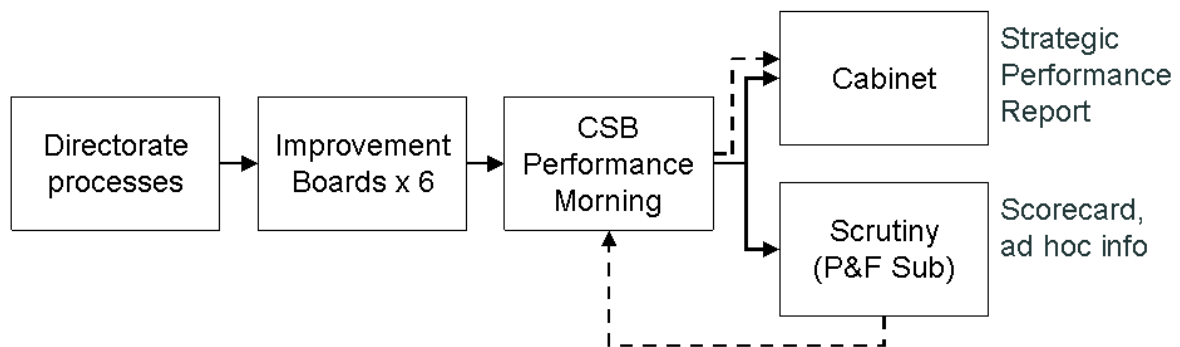 Directorate
processes
Improvement
Boards x 6
CSB
Performance
Morning
Cabinet
Strategic
Performance
Report
Scrutiny
(P&F Sub)
Scorecard,
ad hoc info